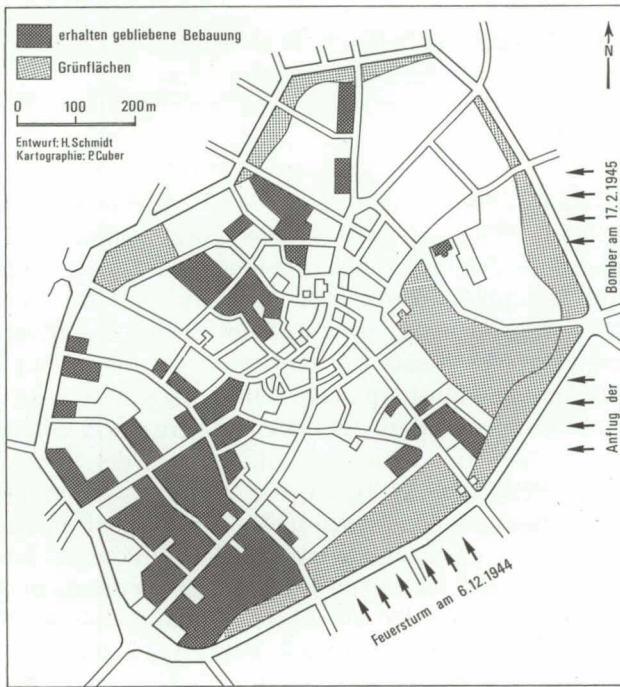 erhalten gebliebene Bebauung
Grünflächen
0 100 200 m
Entwurf: H. Schmidt
Kartographie: P. Cuber
N
Bomber am 17.2.1945
Anflug der
Feuersturm am 6.12.1944